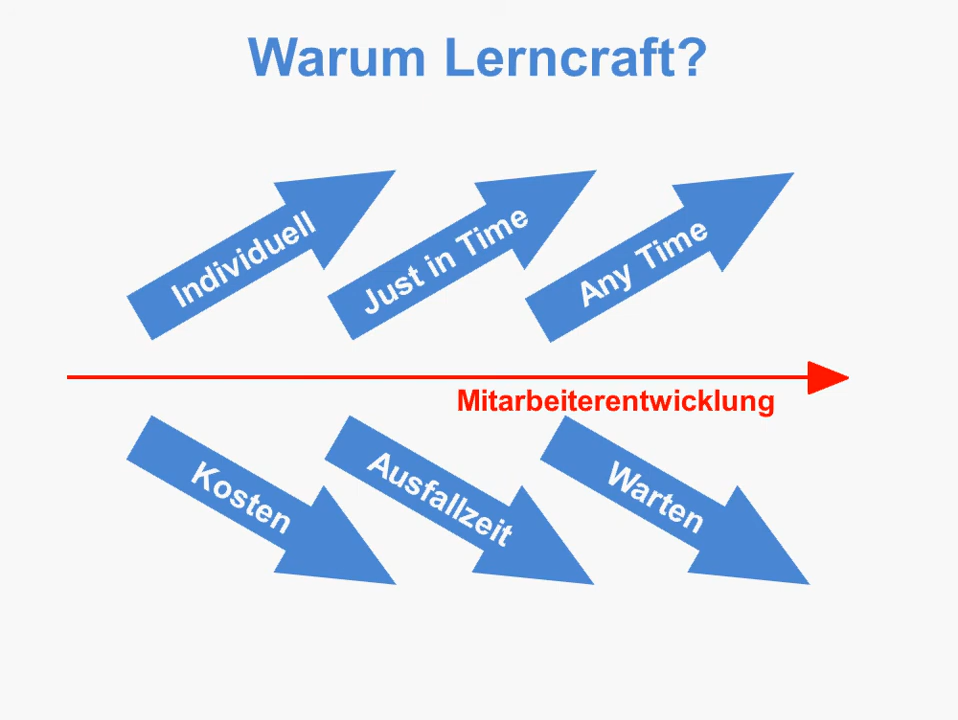 Warum Lerncraft?
Individuell
Just in Time
Any Time
Mitarbeiterentwicklung
Kosten
Ausfallzeit
Warten